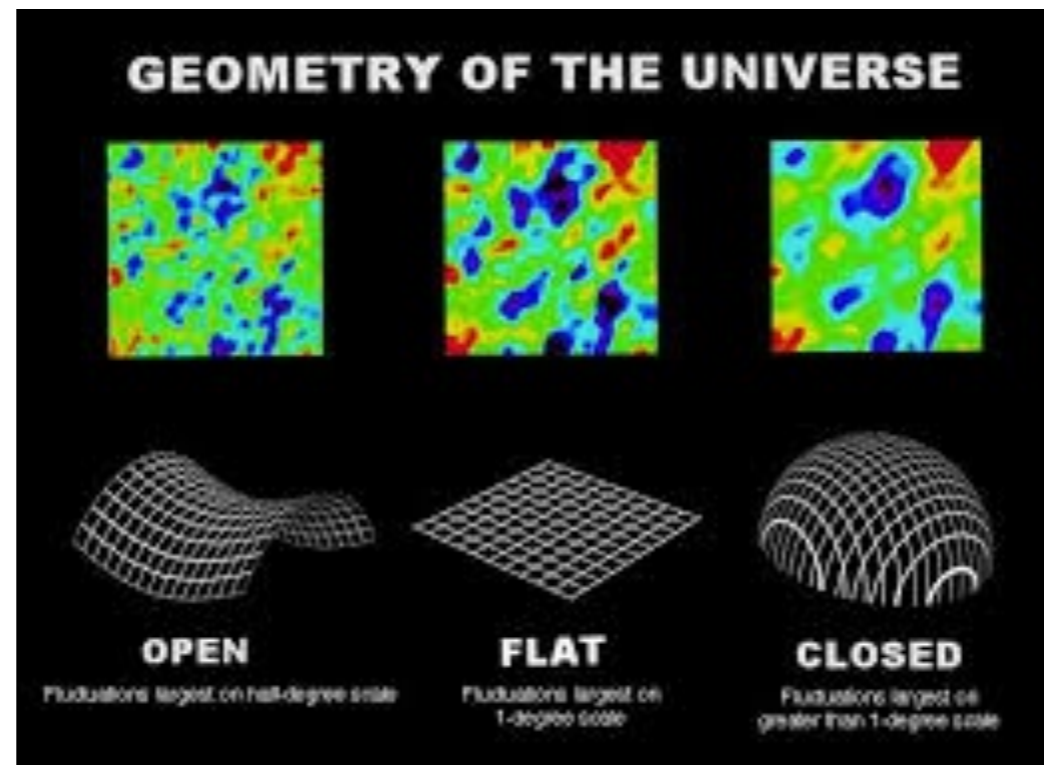 GEOMETRY OF THE UNIVERSE
OPEN
FLAT
CLOSED
Fluctuations largest on half-degree scale
Fluctuations largest on
1-degree scale
Fluctuations largest on
greater than 1-degree scale